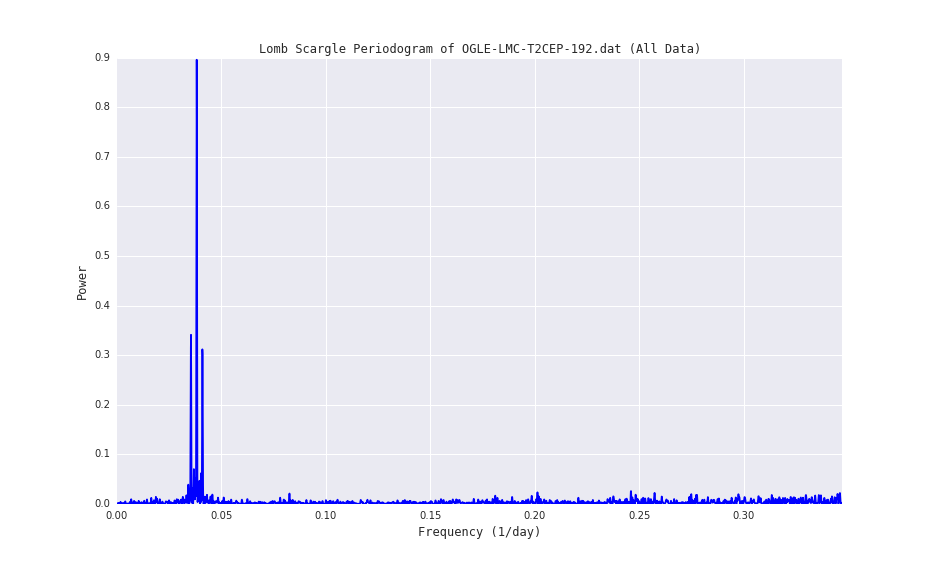 Lomb Scargle Periodogram of OGLE-LMC-T2CEP-192.dat (All Data)
0.9
0.8
0.7
0.6
0.5
0.4
0.3
0.2
0.1
0.0
Power
0.00 0.05 0.10 0.15 0.20 0.25 0.30
Frequency (1/day)